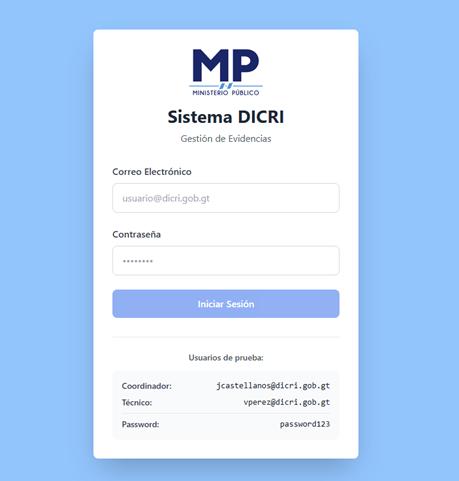 MP
MINISTERIO PÚBLICO
Sistema DICRI
Gestión de Evidencias
Correo Electrónico
usuario@dicri.gob.gt
Contraseña
••••••••
Iniciar Sesión
Usuarios de prueba:
Coordinador: jcastellanos@dicri.gob.gt
Técnico: vperez@dicri.gob.gt
Password: password123